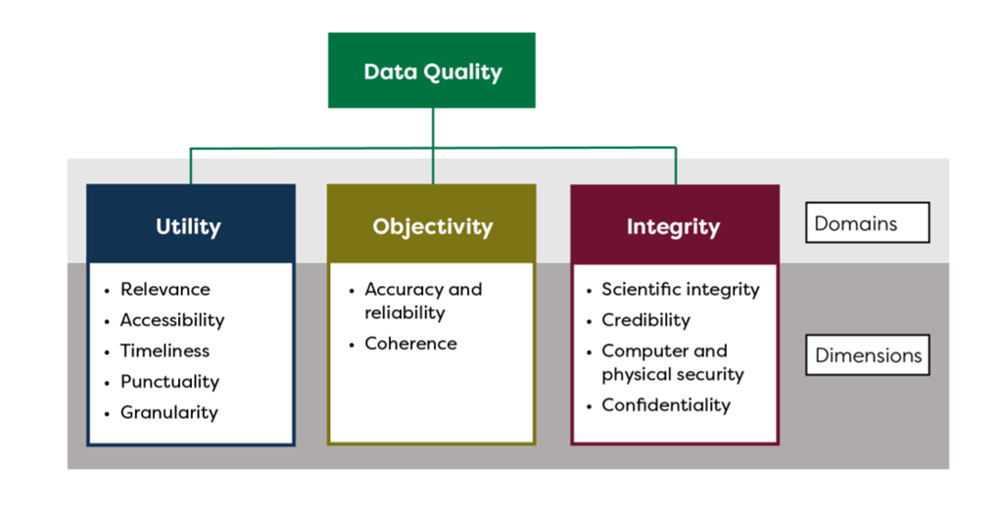 Data Quality
Utility
Objectivity
Integrity
Domains
• Relevance
• Accessibility
• Timeliness
• Punctuality
• Granularity
• Accuracy and
reliability
• Coherence
• Scientific integrity
• Credibility
• Computer and
physical security
• Confidentiality
Dimensions